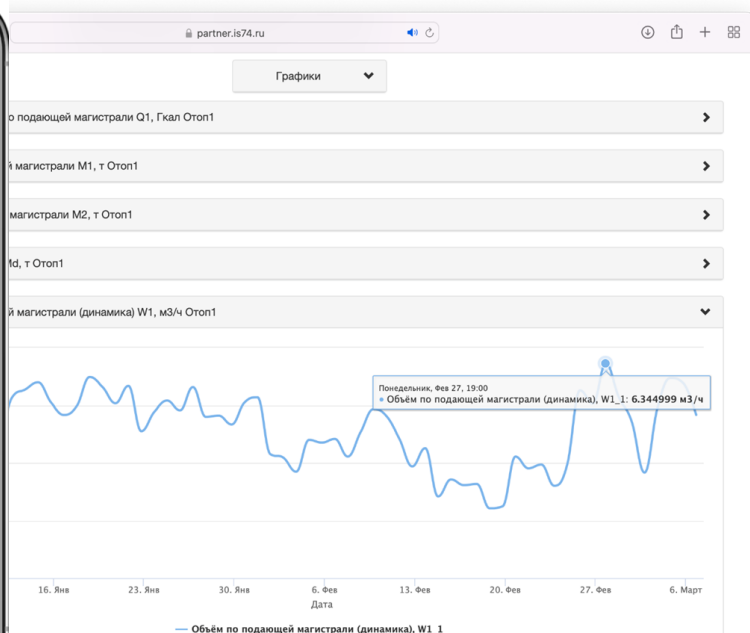 partner.is74.ru
Графики
о подающей магистрали Q1, Гкал Отоп1
й магистрали M1, т Отоп1
магистрали M2, т Отоп1
Md, т Отоп1
й магистрали (динамика) W1, м3/ч Отоп1
Понедельник, Фев 27, 19:00
Объём по подающей магистрали (динамика), W1_1: 6.344999 м3/ч
16. Янв 23. Янв 30. Янв 6. Фев 13. Фев 20. Фев 27. Фев 6. Март
Дата
Объём по подающей магистрали (динамика), W1_1